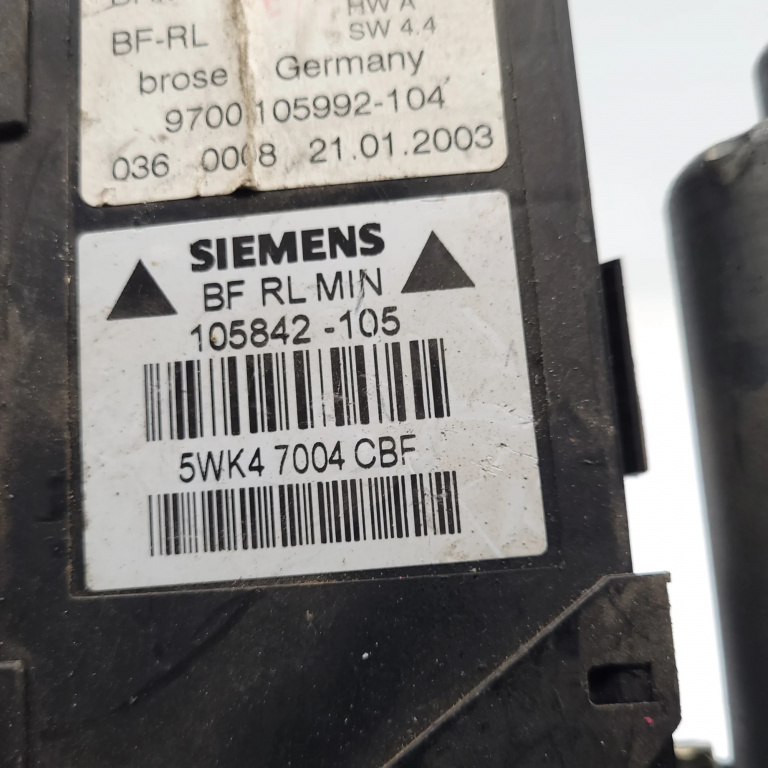 HW A
BF-RL SW 4.4
brose Germany
9700 105992-104
036 0008 21.01.2003
SIEMENS
BF RL MIN
105842 -105
5WK4 7004 CBF